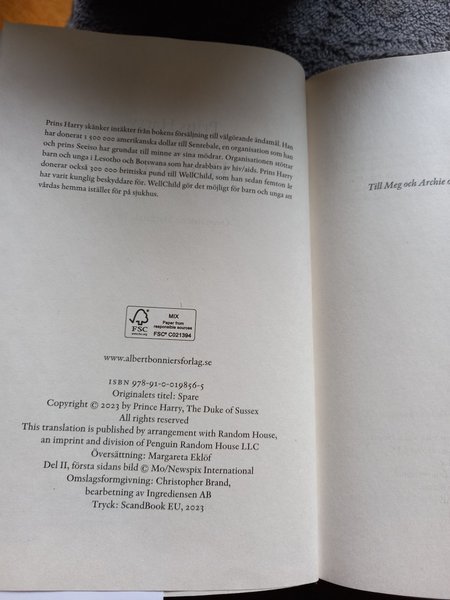 Prins Harry skänker intäkter från bokens försäljning till välgörande ändamål. Han
har donerat 1 500 000 amerikanska dollar till Sentebale, en organisation som han
och prins Seeiso har grundat till minne av sina mödrar. Organisationen stöttar
barn och unga i Lesotho och Botswana som har drabbats av hiv/aids. Prins Harry
donerar också 300 000 brittiska pund till WellChild, som han sedan femton år
har varit kunglig beskyddare för. WellChild gör det möjligt för barn och unga att
vårdas hemma istället för på sjukhus.
FSC
www.fsc.org
MIX
Paper from
responsible sources
FSC® C021394
www.albertbonniersforlag.se
ISBN 978-91-0-019856-5
Originalets titel: Spare
Copyright © 2023 by Prince Harry, The Duke of Sussex
All rights reserved
This translation is published by arrangement with Random House,
an imprint and division of Penguin Random House LLC
Översättning: Margareta Eklöf
Del II, första sidans bild © Mo/Newspix International
Omslagsformgivning: Christopher Brand,
bearbetning av Ingrediensen AB
Tryck: ScandBook EU, 2023
Till Meg och Archie